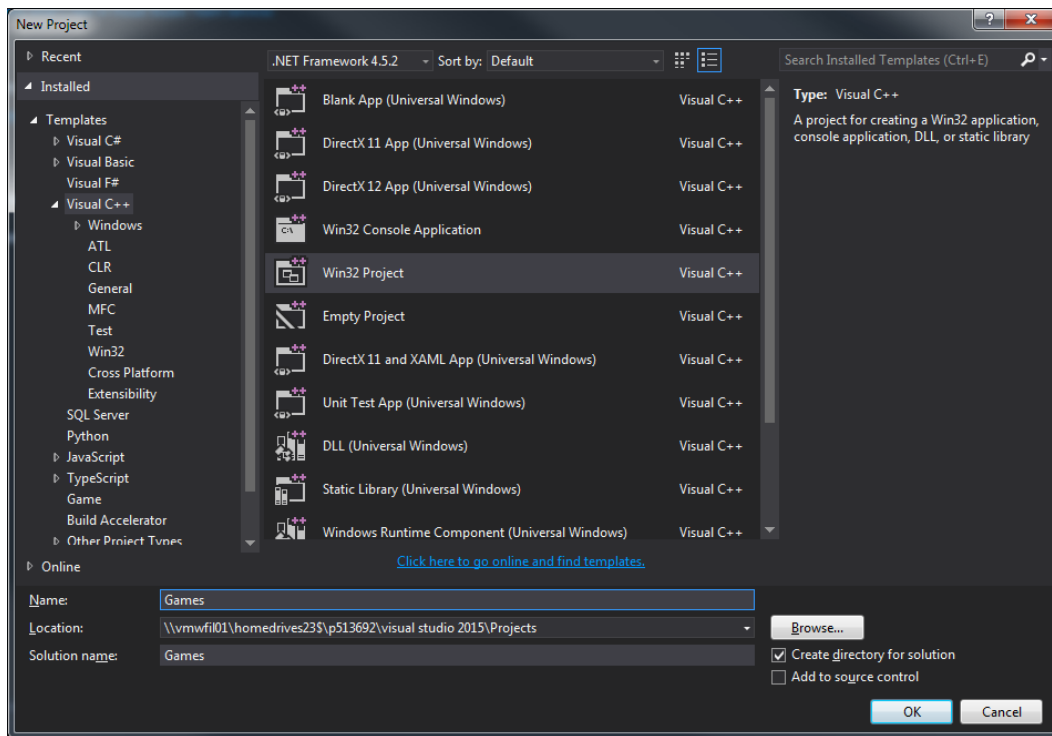 New Project
?
X
Recent
.NET Framework 4.5.2
Sort by: Default
Search Installed Templates (Ctrl+E)
Installed
Templates
Visual C#
Visual Basic
Visual F#
Visual C++
Windows
ATL
CLR
General
MFC
Test
Win32
Cross Platform
Extensibility
SQL Server
Python
JavaScript
TypeScript
Game
Build Accelerator
Other Project Types
Online
Blank App (Universal Windows) Visual C++
DirectX 11 App (Universal Windows) Visual C++
DirectX 12 App (Universal Windows) Visual C++
Win32 Console Application Visual C++
Win32 Project Visual C++
Empty Project Visual C++
DirectX 11 and XAML App (Universal Windows) Visual C++
Unit Test App (Universal Windows) Visual C++
DLL (Universal Windows) Visual C++
Static Library (Universal Windows) Visual C++
Windows Runtime Component (Universal Windows) Visual C++
Click here to go online and find templates.
Type: Visual C++
A project for creating a Win32 application,
console application, DLL, or static library
Name: Games
Location: \\vmwfil01\homedrives23$\p513692\visual studio 2015\Projects
Browse...
Solution name: Games
Create directory for solution
Add to source control
OK
Cancel